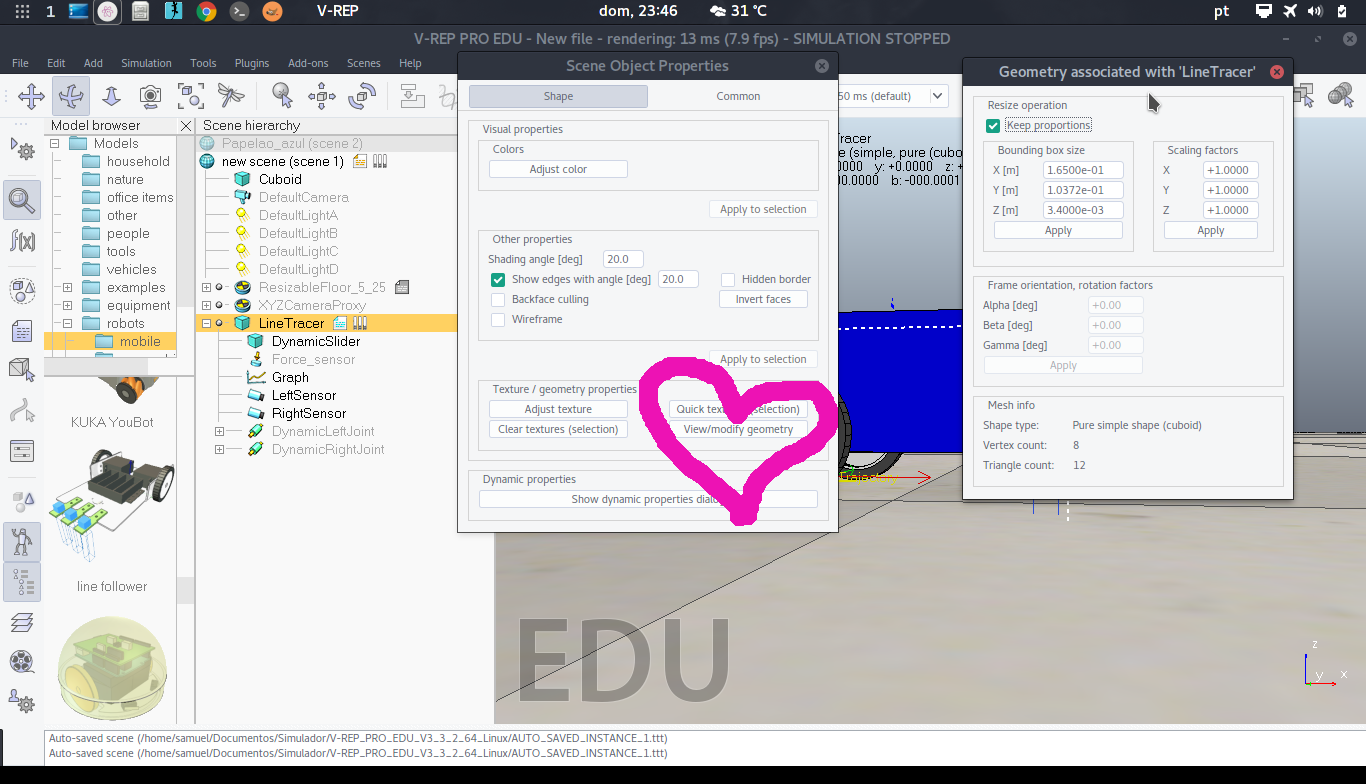 1
V-REP
dom, 23:46
31 ℃
pt
V-REP PRO EDU - New file - rendering: 13 ms (7.9 fps) - SIMULATION STOPPED
File Edit Add Simulation Tools Plugins Add-ons Scenes Help
Model browser
Models
household
nature
office items
other
people
tools
vehicles
examples
equipment
robots
mobile
KUKA YouBot
line follower
Scene hierarchy
Papelao_azul (scene 2)
new scene (scene 1)
Cuboid
DefaultCamera
DefaultLightA
DefaultLightB
DefaultLightC
DefaultLightD
ResizableFloor_5_25
XYZCameraProxy
LineTracer
DynamicSlider
Force_sensor
Graph
LeftSensor
RightSensor
DynamicLeftJoint
DynamicRightJoint
Scene Object Properties
Shape Common
Visual properties
Colors
Adjust color
Apply to selection
Other properties
Shading angle [deg] 20.0
Show edges with angle [deg] 20.0 Hidden border
Backface culling Invert faces
Wireframe
Apply to selection
Texture / geometry properties
Adjust texture Quick (selection)
Clear textures (selection) View/modify geometry
Dynamic properties
Show dynamic properties
50 ms (default)
(simple, pure
y: +0.0000 z:
b: -000.0001
Geometry associated with 'LineTracer'
Resize operation
Keep proportions
Bounding box size Scaling factors
X [m] 1.6500e-01 X +1.0000
Y [m] 1.0372e-01 Y +1.0000
Z [m] 3.4000e-03 Z +1.0000
Apply Apply
Frame orientation, rotation factors
Alpha [deg] +0.00
Beta [deg] +0.00
Gamma [deg] +0.00
Apply
Mesh info
Shape type: Pure simple shape (cuboid)
Vertex count: 8
Triangle count: 12
EDU
z
y x
Auto-saved scene (/home/samuel/Documentos/Simulador/V-REP_PRO_EDU_V3_3_2_64_Linux/AUTO_SAVED_INSTANCE_1.ttt)
Auto-saved scene (/home/samuel/Documentos/Simulador/V-REP_PRO_EDU_V3_3_2_64_Linux/AUTO_SAVED_INSTANCE_1.ttt)